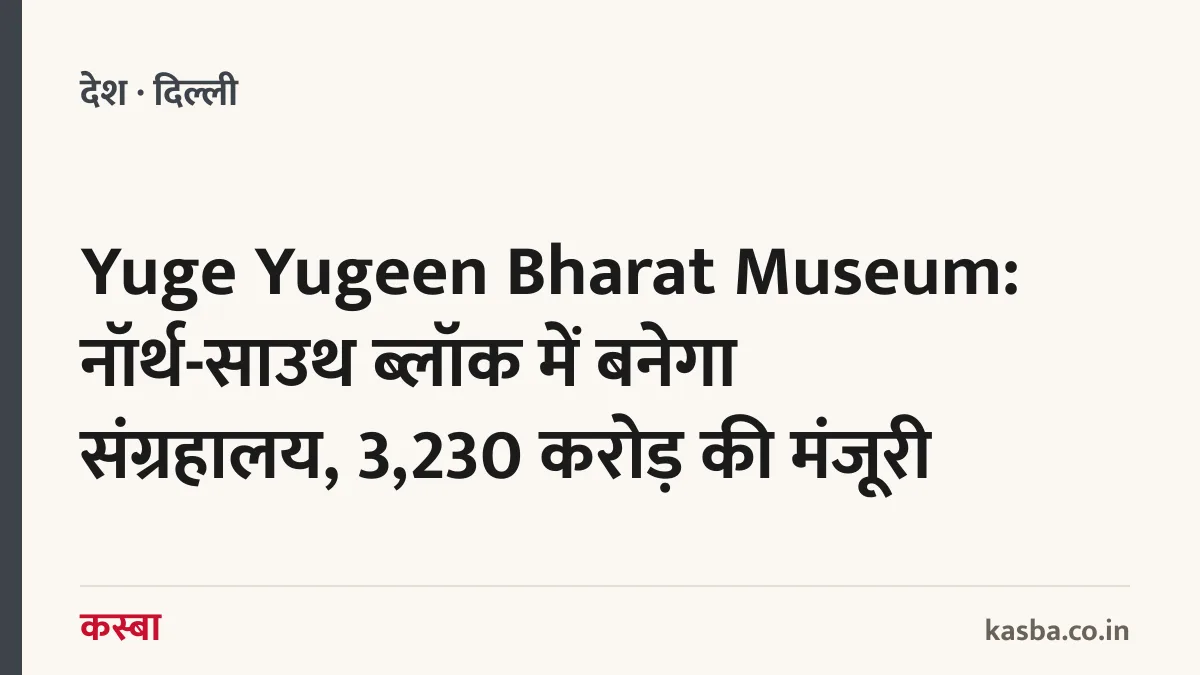 देश · दिल्ली
Yuge Yugeen Bharat Museum:
नॉर्थ-साउथ ब्लॉक में बनेगा
संग्रहालय, 3,230 करोड़ की मंजूरी
कस्बा
kasba.co.in